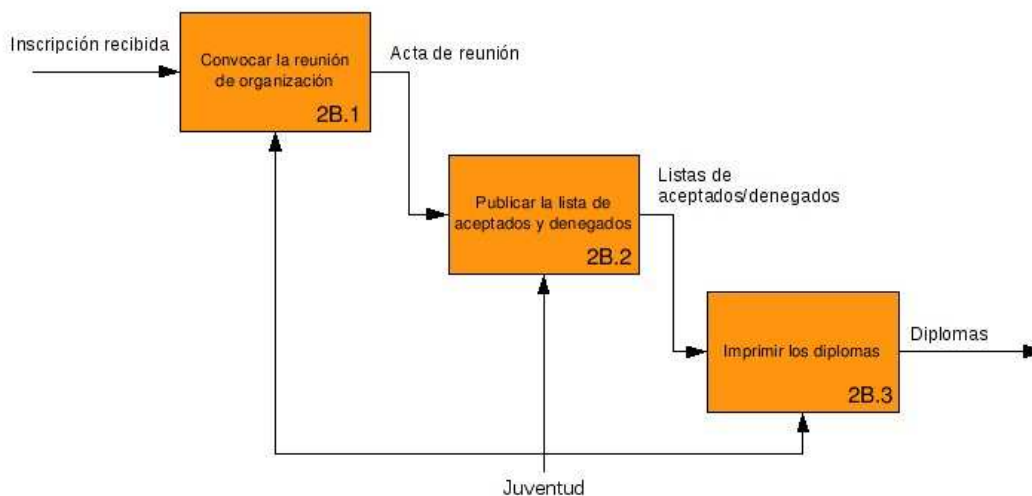 Inscripción recibida
Convocar la reunión
de organización
2B.1
Acta de reunión
Publicar la lista de
aceptados y denegados
2B.2
Listas de
aceptados/denegados
Imprimir los diplomas
2B.3
Diplomas
Juventud